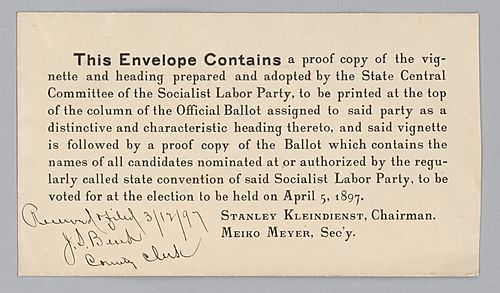 This Envelope Contains a proof copy of the vig-
nette and heading prepared and adopted by the State Central
Committee of the Socialist Labor Party, to be printed at the top
of the column of the Official Ballot assigned to said party as a
distinctive and characteristic heading thereto, and said vignette
is followed by a proof copy of the Ballot which contains the
names of all candidates nominated at or authorized by the regu-
larly called state convention of said Socialist Labor Party, to be
voted for at the election to be held on April 5, 1897.
Stanley Kleindienst, Chairman.
Meiko Meyer, Sec'y.
3/12/97
County Clerk